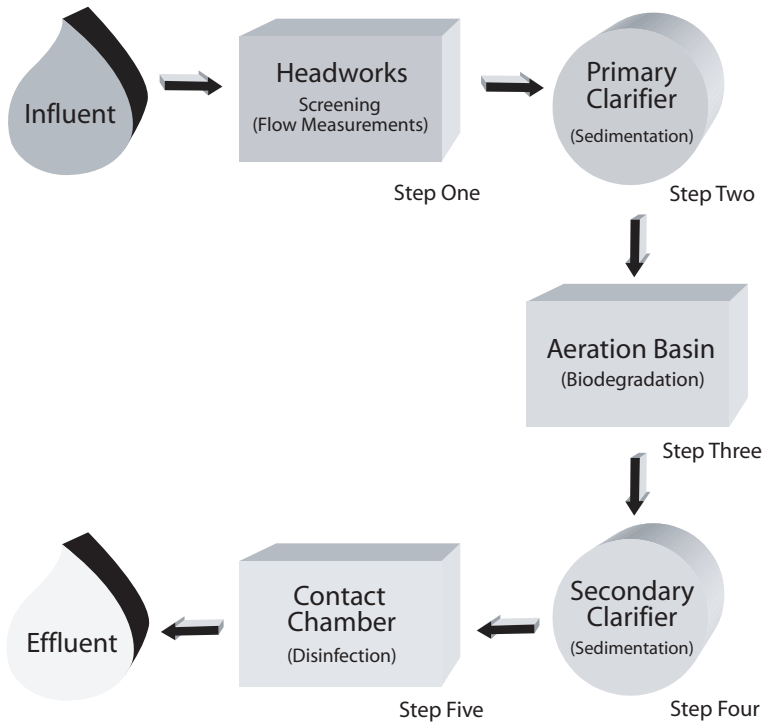 Influent
Headworks
Screening
(Flow Measurements)
Step One
Primary
Clarifier
(Sedimentation)
Step Two
Aeration Basin
(Biodegradation)
Step Three
Secondary
Clarifier
(Sedimentation)
Step Four
Contact
Chamber
(Disinfection)
Step Five
Effluent